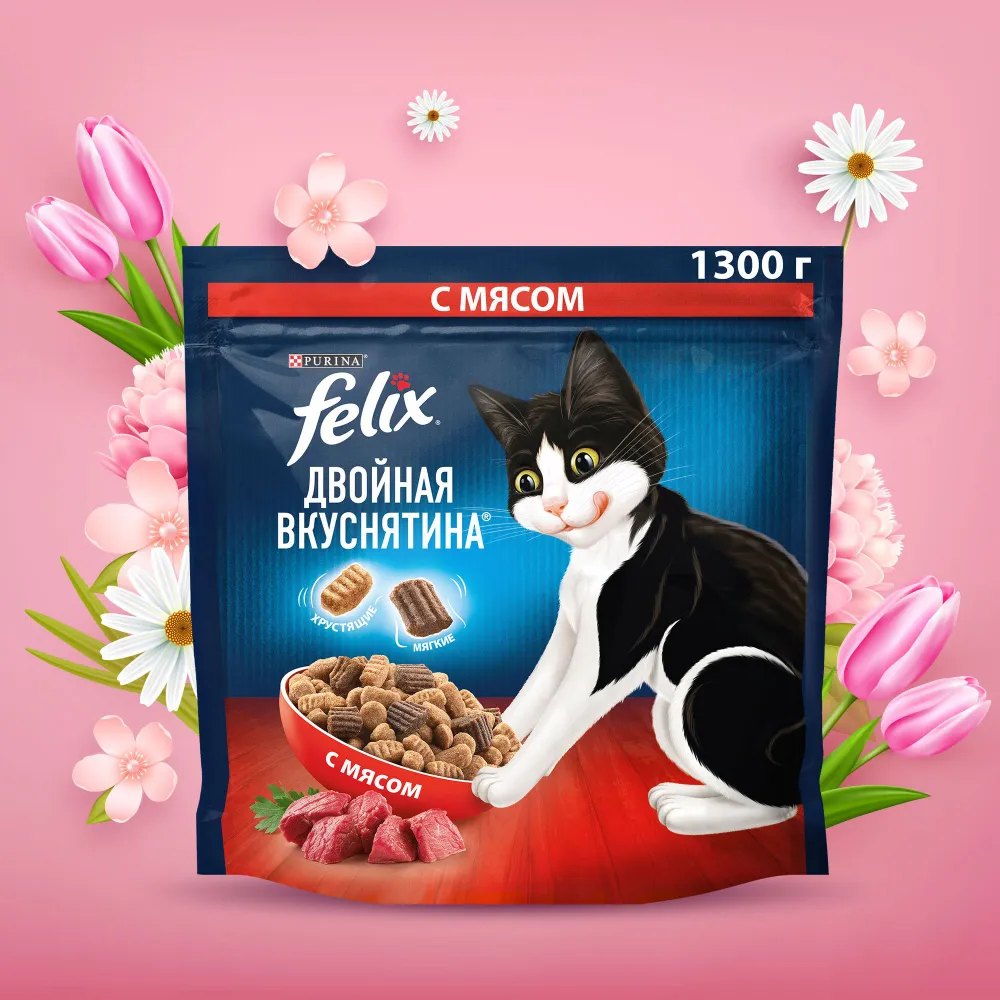 1300 г
С МЯСОМ
PURINA®
felix®
ДВОЙНАЯ
ВКУСНЯТИНА®
ХРУСТЯЩИЕ
МЯГКИЕ
С МЯСОМ